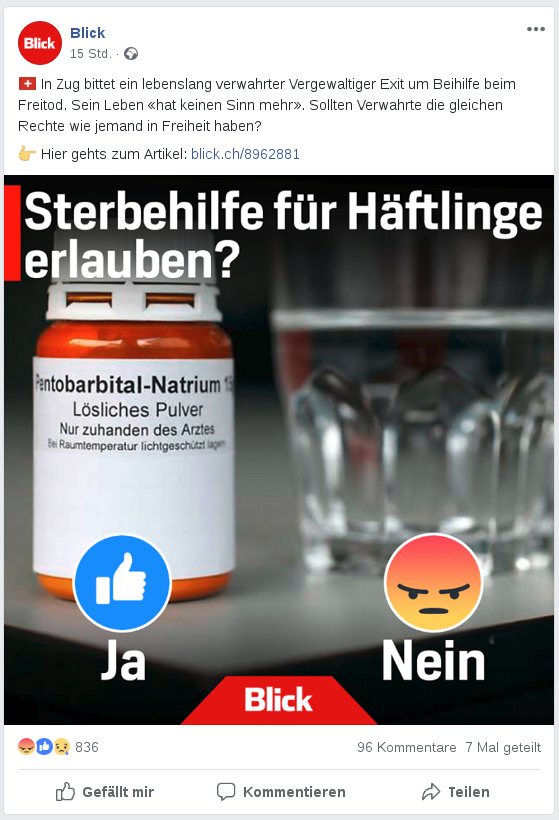 Blick
Blick
15 Std. ·
In Zug bittet ein lebenslang verwahrter Vergewaltiger Exit um Beihilfe beim
Freitod. Sein Leben «hat keinen Sinn mehr». Sollten Verwahrte die gleichen
Rechte wie jemand in Freiheit haben?
Hier gehts zum Artikel: blick.ch/8962881
Sterbehilfe für Häftlinge
erlauben?
Pentobarbital-Natrium
Lösliches Pulver
Nur zuhanden des Arztes
Bei Raumtemperatur lichtgeschützt lagern
Ja
Nein
Blick
836
96 Kommentare 7 Mal geteilt
Gefällt mir
Kommentieren
Teilen